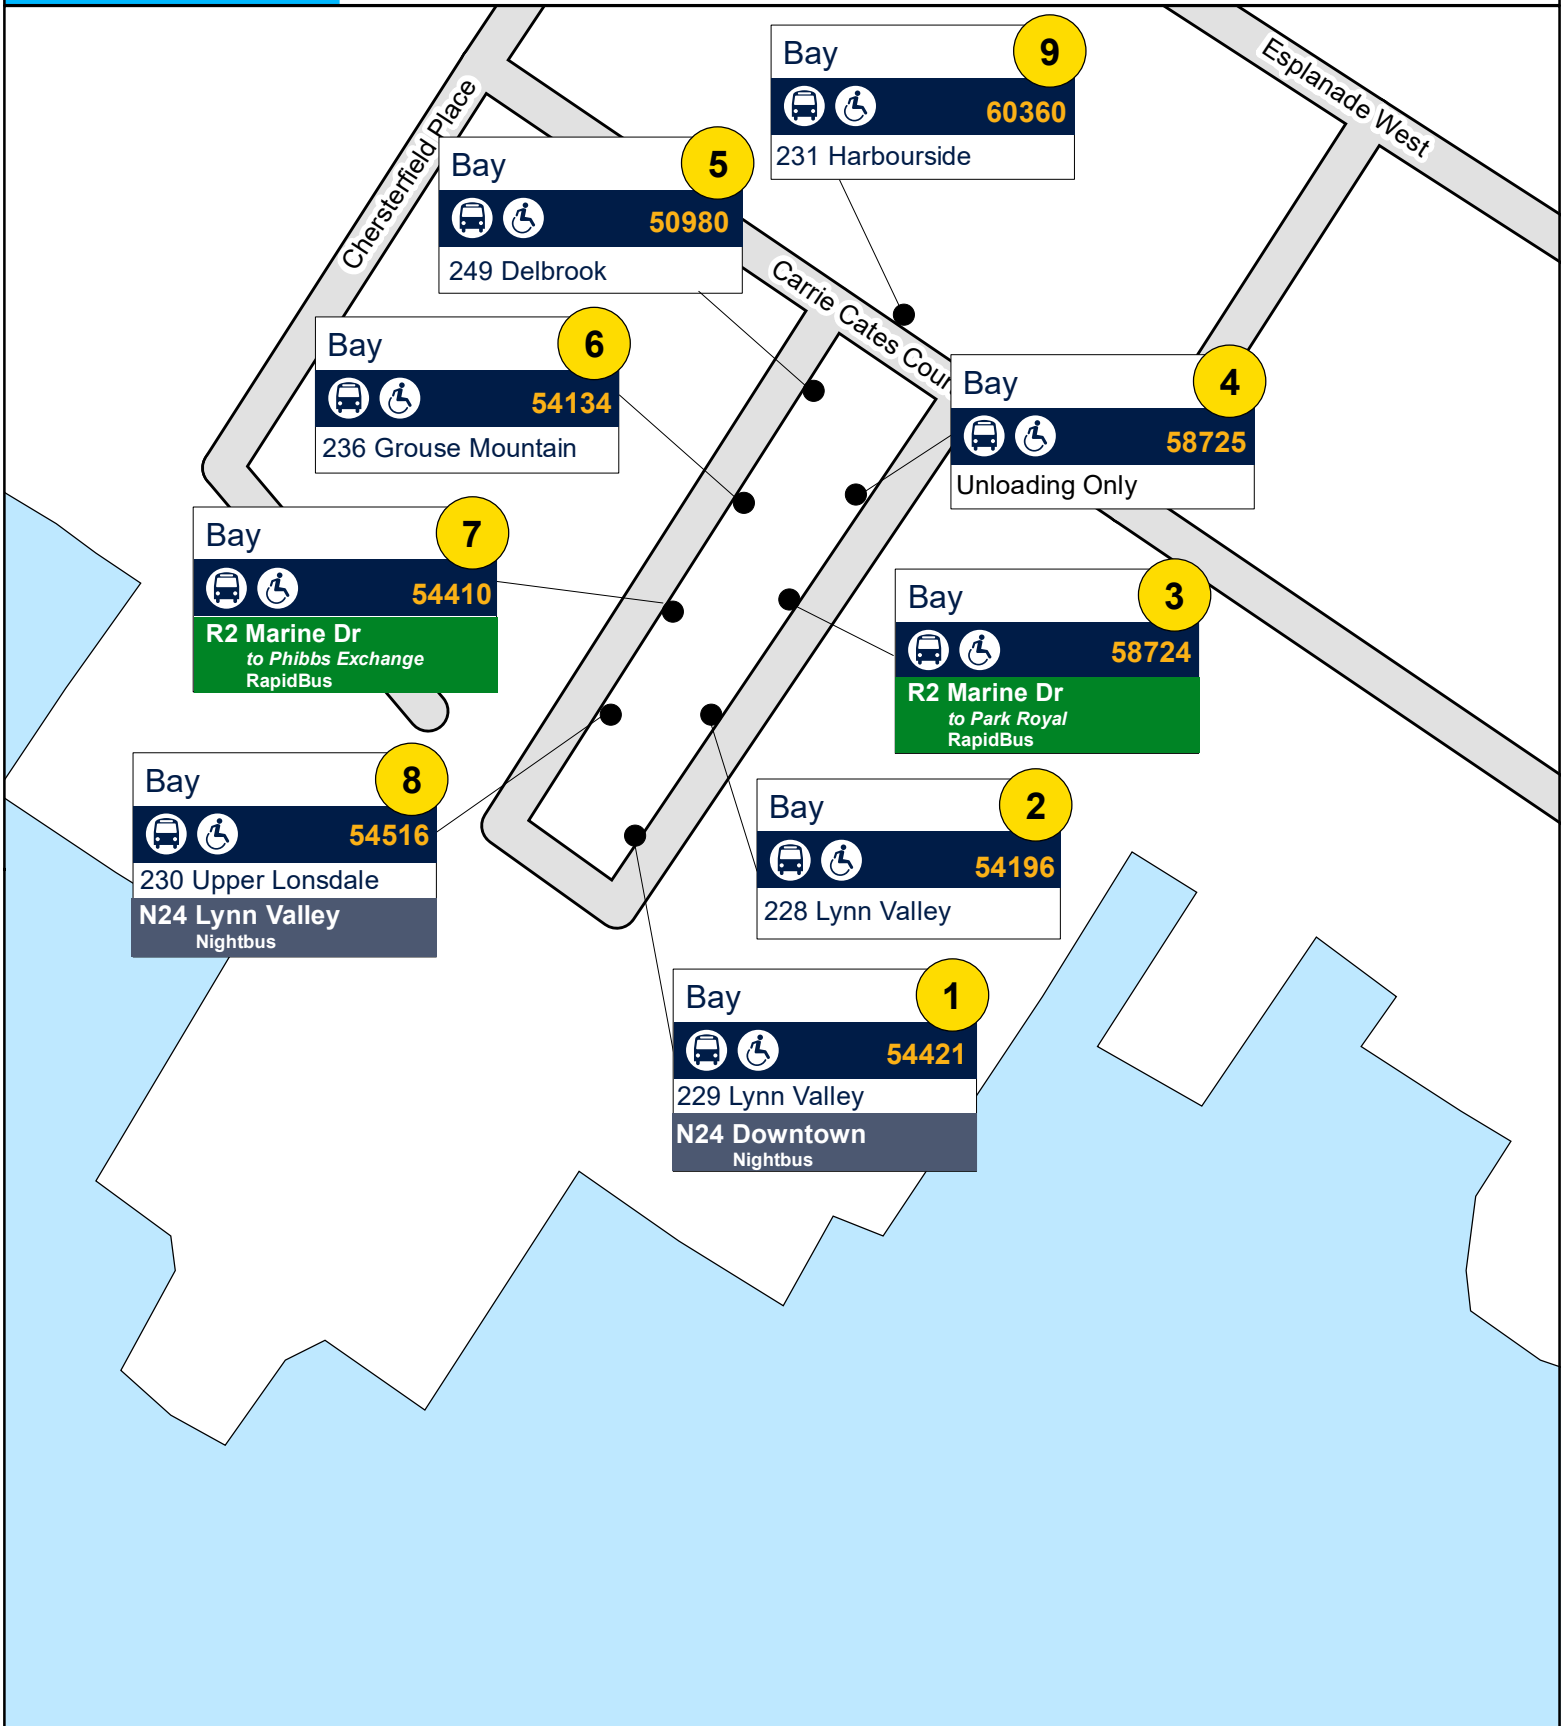 Esplanade West
Chersterfield Place
Carrie Cates Cour
Bay 9
60360
231 Harbourside
Bay 5
50980
249 Delbrook
Bay 6
54134
236 Grouse Mountain
Bay 4
58725
Unloading Only
Bay 7
54410
R2 Marine Dr
to Phibbs Exchange
RapidBus
Bay 3
58724
R2 Marine Dr
to Park Royal
RapidBus
Bay 8
54516
230 Upper Lonsdale
N24 Lynn Valley
Nightbus
Bay 2
54196
228 Lynn Valley
Bay 1
54421
229 Lynn Valley
N24 Downtown
Nightbus